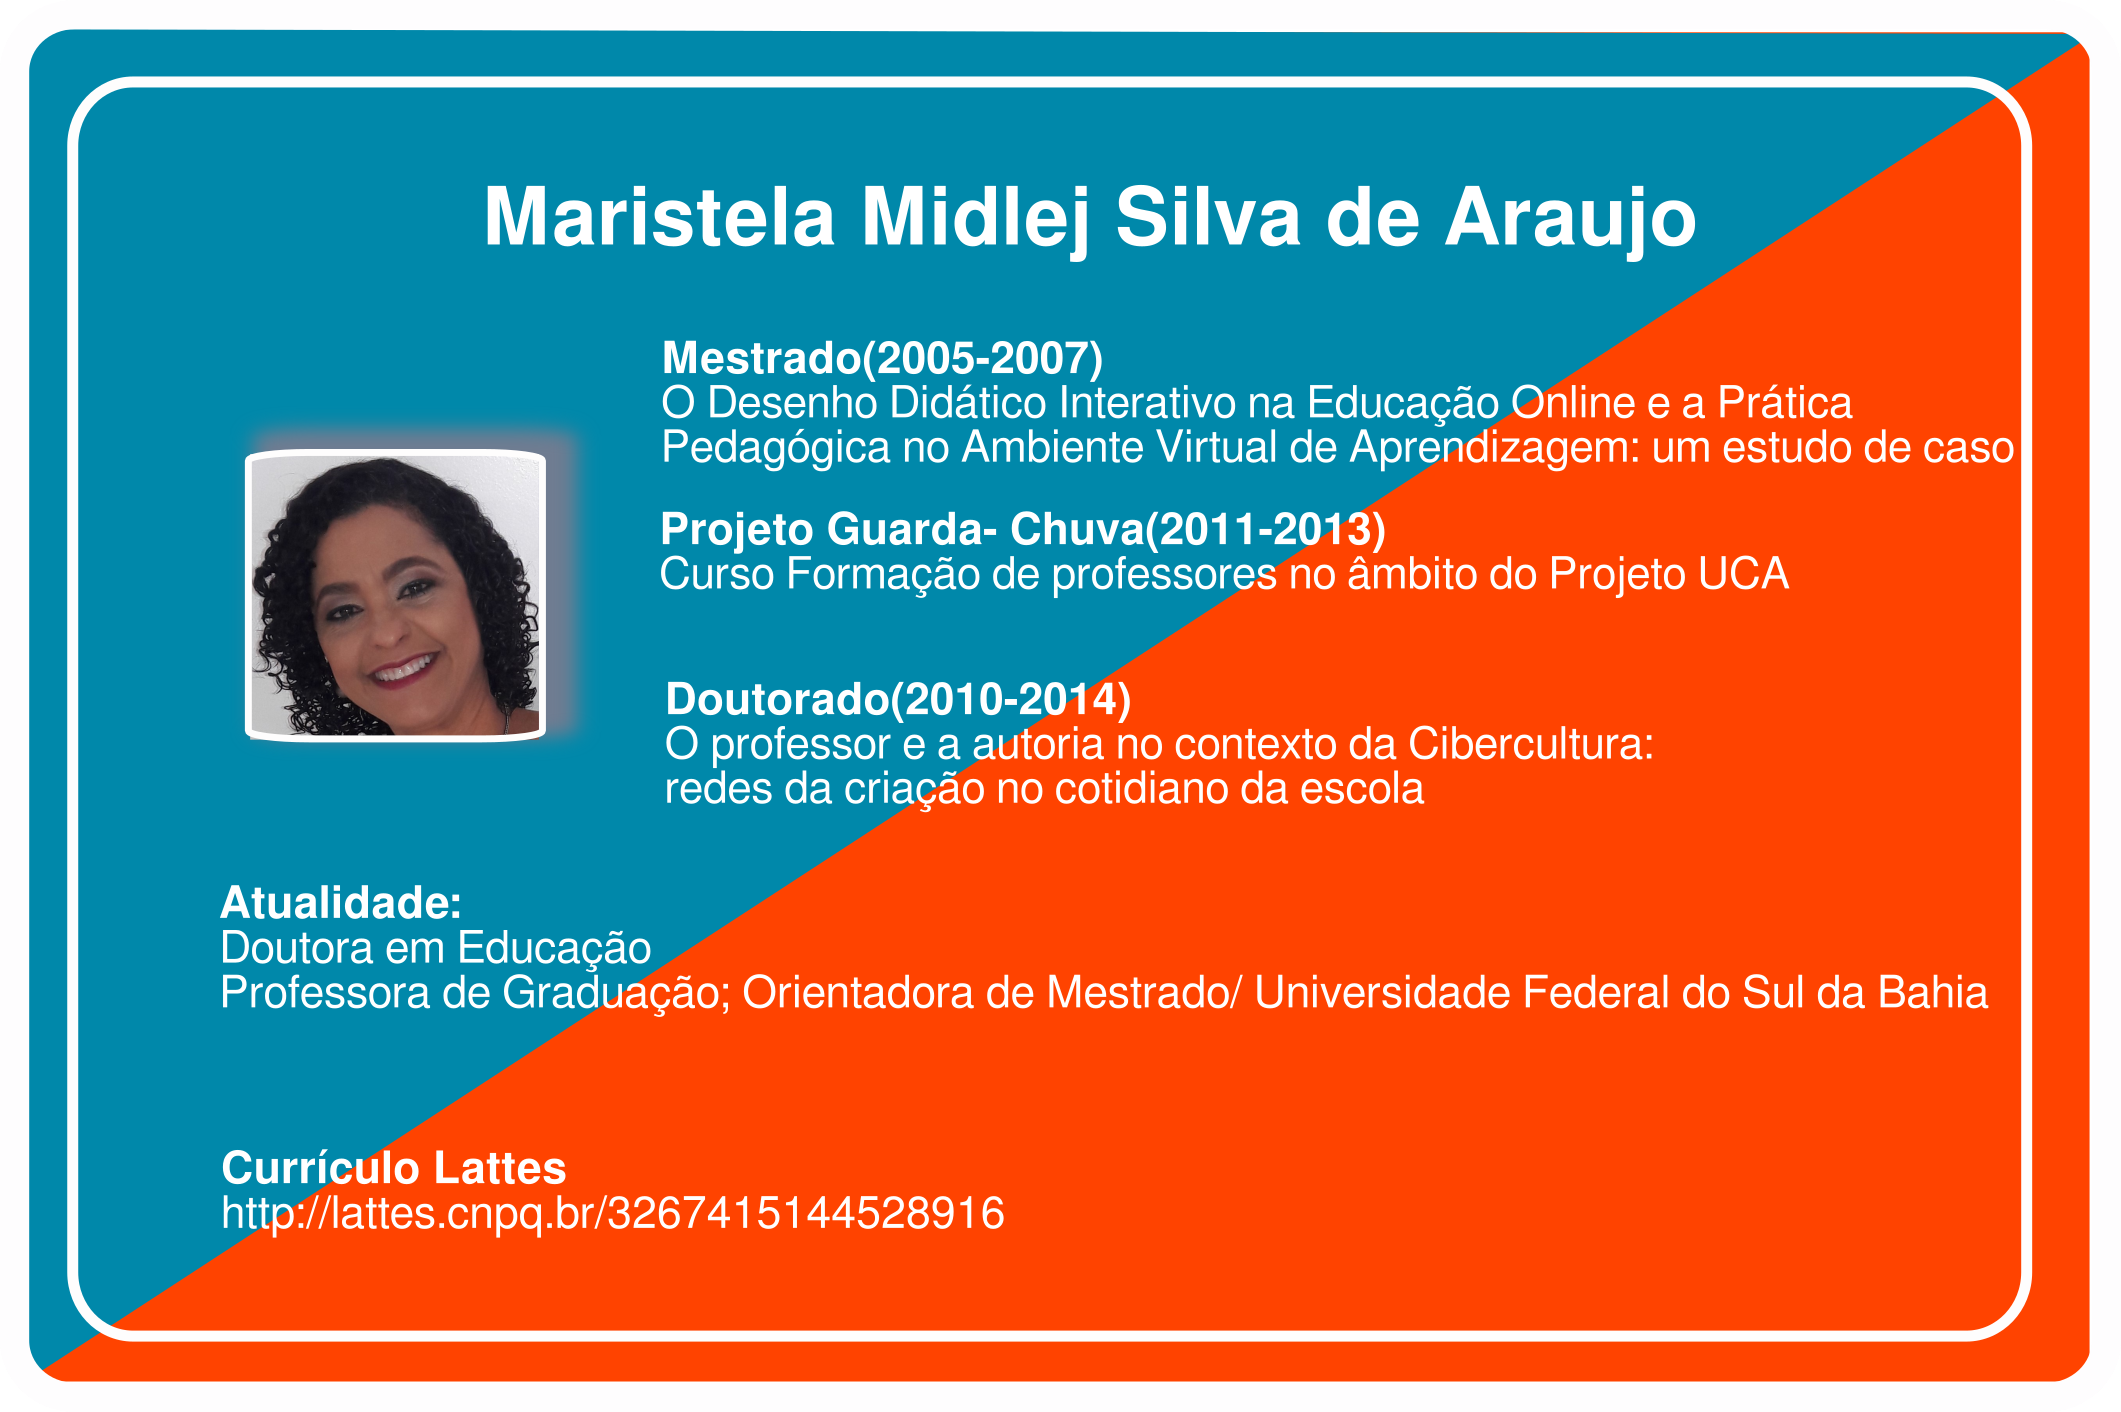 Maristela Midlej Silva de Araujo
Mestrado(2005-2007)
O Desenho Didático Interativo na Educação Online e a Prática
Pedagógica no Ambiente Virtual de Aprendizagem: um estudo de caso
Projeto Guarda- Chuva(2011-2013)
Curso Formação de professores no âmbito do Projeto UCA
Doutorado(2010-2014)
O professor e a autoria no contexto da Cibercultura:
redes da criação no cotidiano da escola
Atualidade:
Doutora em Educação
Professora de Graduação; Orientadora de Mestrado/ Universidade Federal do Sul da Bahia
Currículo Lattes
http://lattes.cnpq.br/3267415144528916